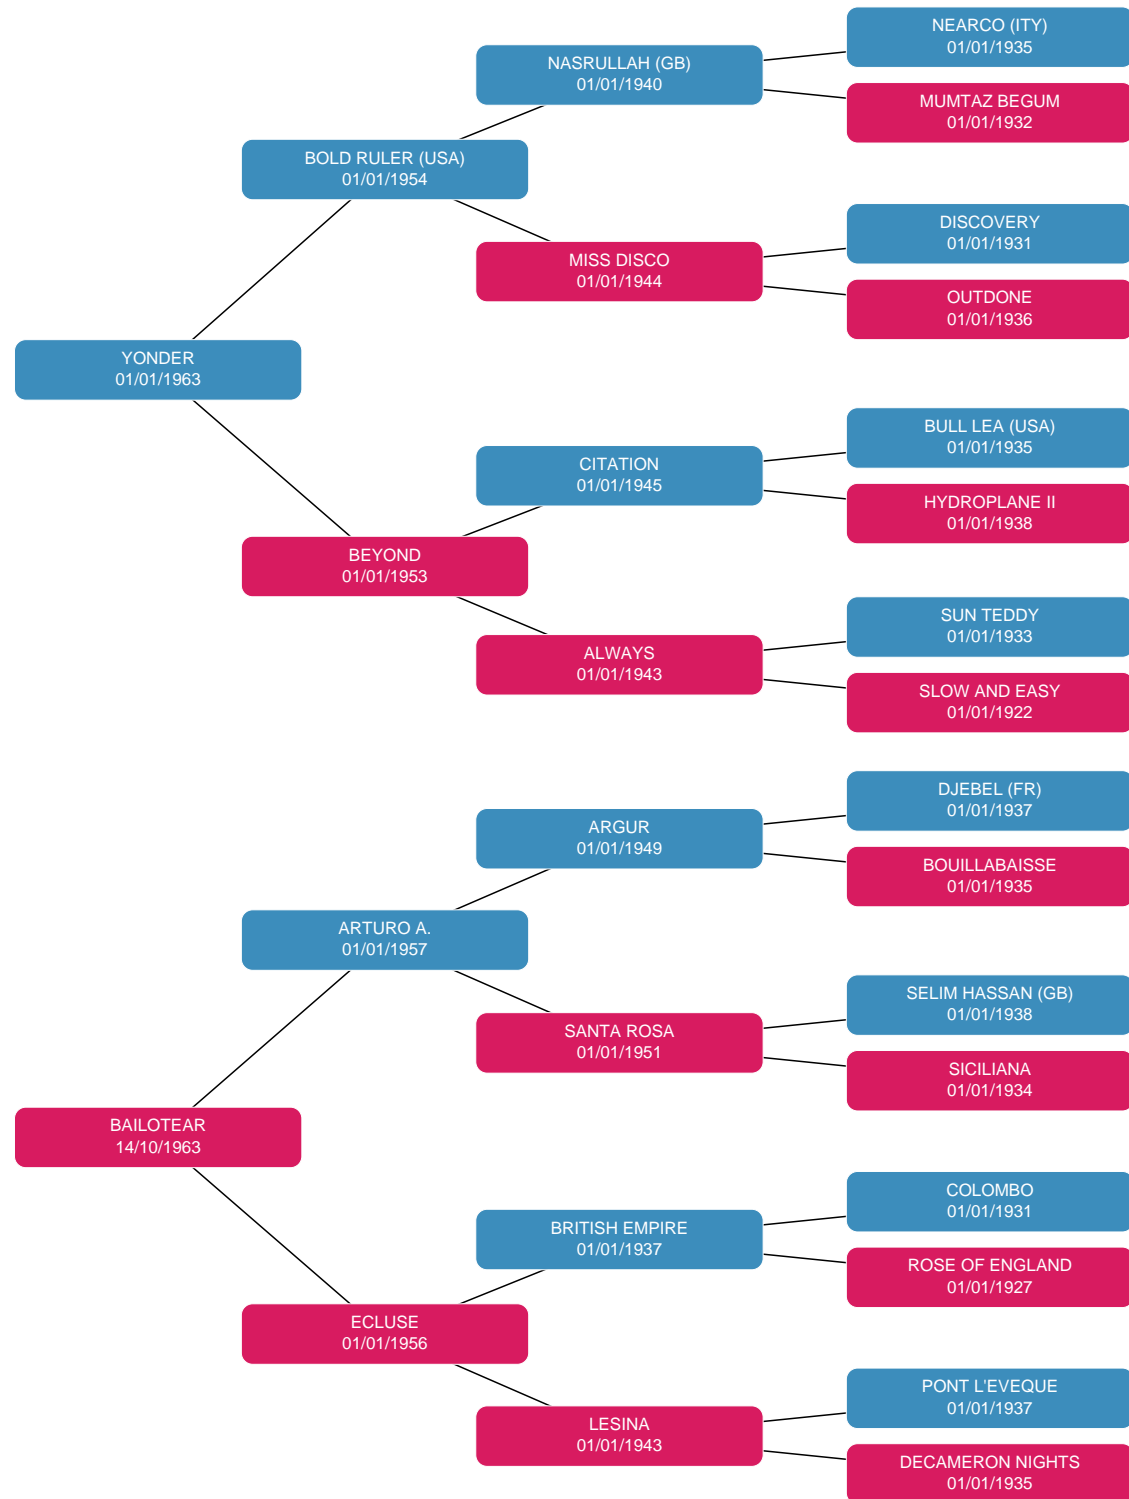 NEARCO (ITY)
01/01/1935
NASRULLAH (GB)
01/01/1940
MUMTAZ BEGUM
01/01/1932
BOLD RULER (USA)
01/01/1954
DISCOVERY
01/01/1931
MISS DISCO
01/01/1944
OUTDONE
01/01/1936
YONDER
01/01/1963
BULL LEA (USA)
01/01/1935
CITATION
01/01/1945
HYDROPLANE II
01/01/1938
BEYOND
01/01/1953
SUN TEDDY
01/01/1933
ALWAYS
01/01/1943
SLOW AND EASY
01/01/1922
DJEBEL (FR)
01/01/1937
ARGUR
01/01/1949
BOUILLABAISSE
01/01/1935
ARTURO A.
01/01/1957
SELIM HASSAN (GB)
01/01/1938
SANTA ROSA
01/01/1951
SICILIANA
01/01/1934
BAILOTEAR
14/10/1963
COLOMBO
01/01/1931
BRITISH EMPIRE
01/01/1937
ROSE OF ENGLAND
01/01/1927
ECLUSE
01/01/1956
PONT L'EVEQUE
01/01/1937
LESINA
01/01/1943
DECAMERON NIGHTS
01/01/1935